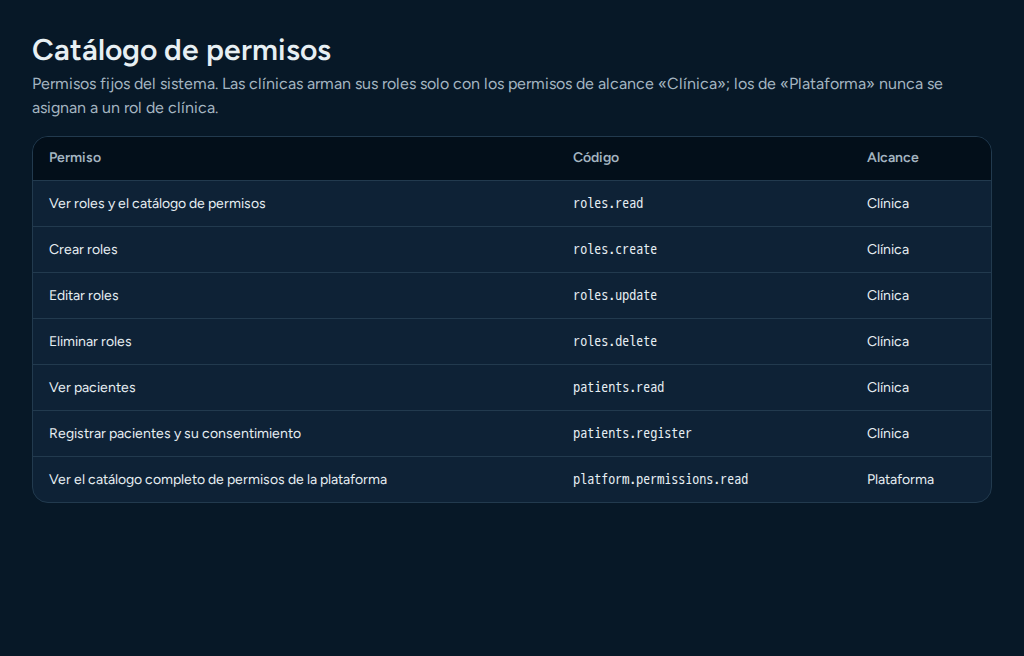 Catálogo de permisos
Permisos fijos del sistema. Las clínicas arman sus roles solo con los permisos de alcance «Clínica»; los de «Plataforma» nunca se
asignan a un rol de clínica.
Permiso Código Alcance
Ver roles y el catálogo de permisos roles.read Clínica
Crear roles roles.create Clínica
Editar roles roles.update Clínica
Eliminar roles roles.delete Clínica
Ver pacientes patients.read Clínica
Registrar pacientes y su consentimiento patients.register Clínica
Ver el catálogo completo de permisos de la plataforma platform.permissions.read Plataforma